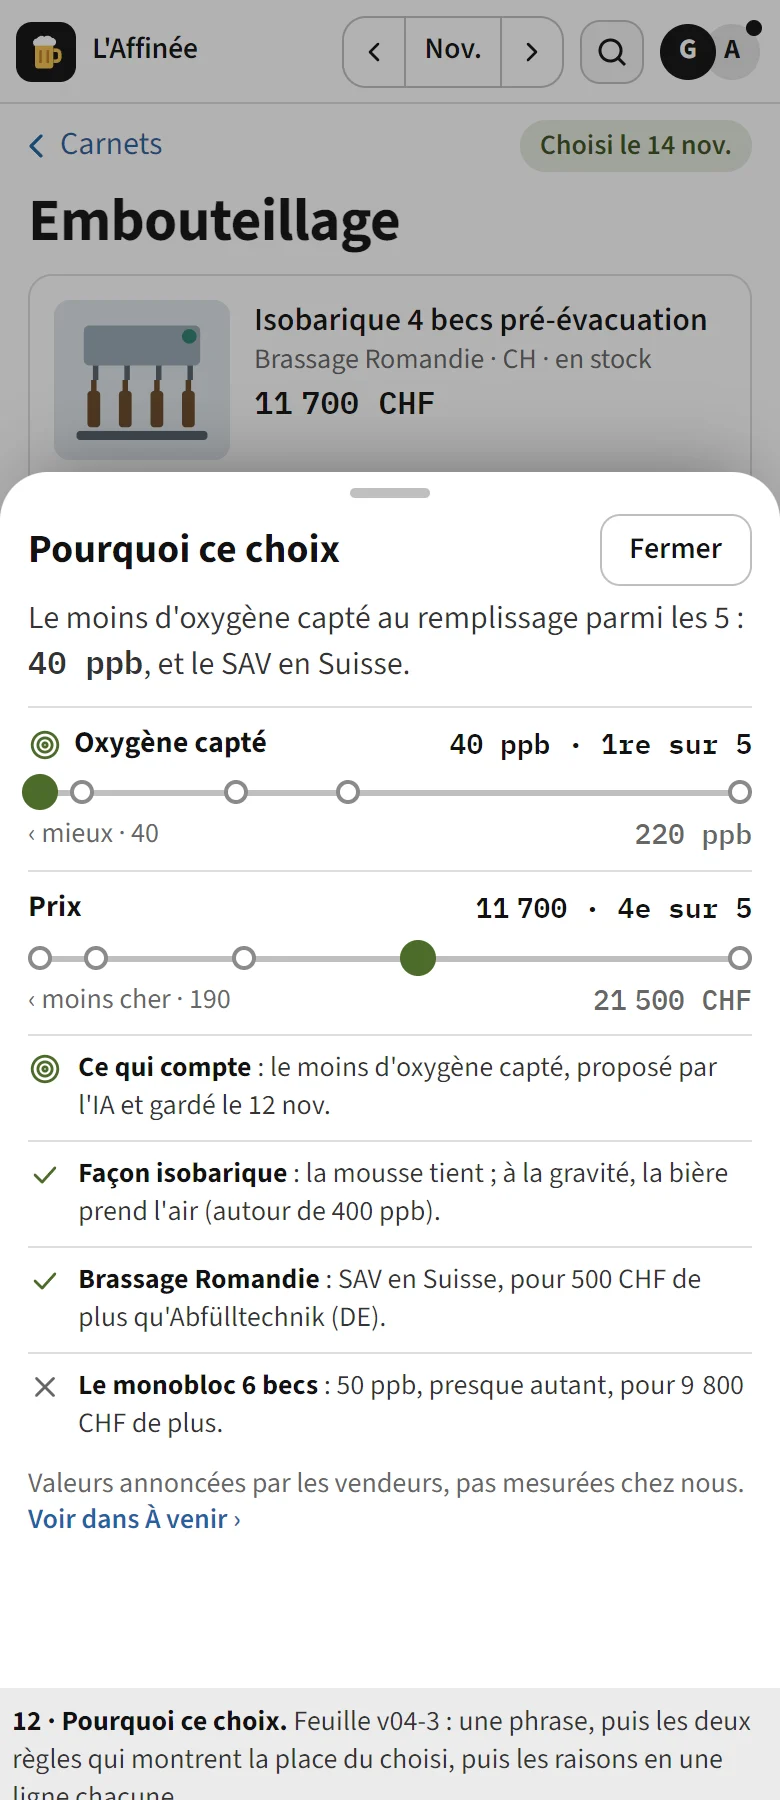 L'Affinée
Nov.
G
A
Carnets
Choisi le 14 nov.
Embouteillage
Isobarique 4 becs pré-évacuation
Brassage Romandie · CH · en stock
11 700 CHF
Pourquoi ce choix
Fermer
Le moins d'oxygène capté au remplissage parmi les 5 :
40 ppb, et le SAV en Suisse.
Oxygène capté
40 ppb · 1re sur 5
‹ mieux · 40
220 ppb
Prix
11 700 · 4e sur 5
‹ moins cher · 190
21 500 CHF
Ce qui compte : le moins d'oxygène capté, proposé par
l'IA et gardé le 12 nov.
Façon isobarique : la mousse tient ; à la gravité, la bière
prend l'air (autour de 400 ppb).
Brassage Romandie : SAV en Suisse, pour 500 CHF de
plus qu'Abfülltechnik (DE).
Le monobloc 6 becs : 50 ppb, presque autant, pour 9 800
CHF de plus.
Valeurs annoncées par les vendeurs, pas mesurées chez nous.
Voir dans À venir ›
12 · Pourquoi ce choix. Feuille v04-3 : une phrase, puis les deux
règles qui montrent la place du choisi, puis les raisons en une
ligne chacune.